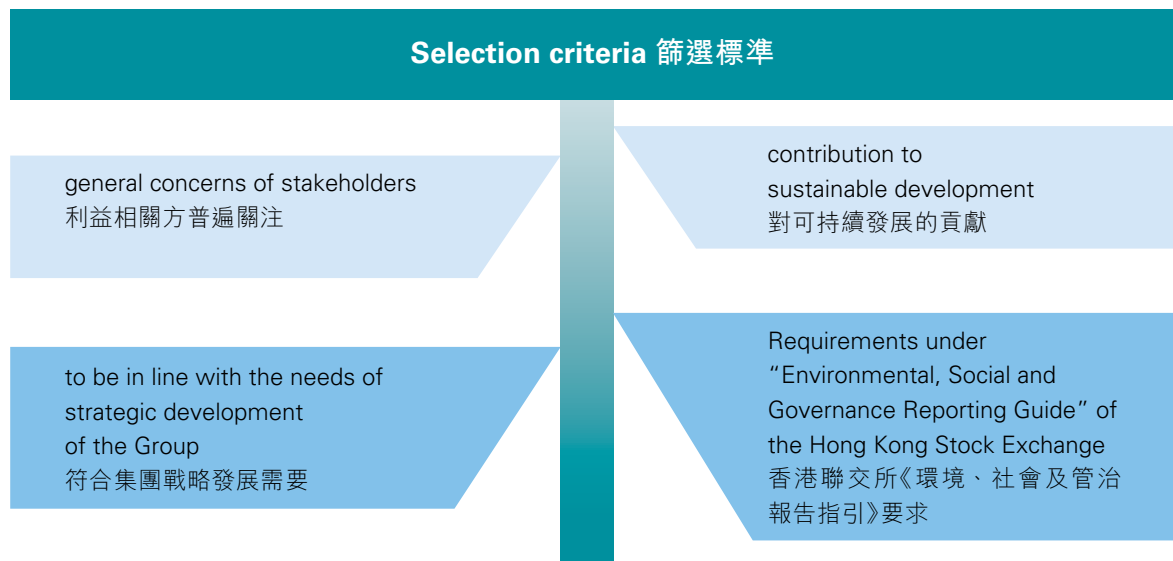 Selection criteria 篩選標準
general concerns of stakeholders
利益相關方普遍關注
contribution to
sustainable development
對可持續發展的貢獻
to be in line with the needs of
strategic development
of the Group
符合集團戰略發展需要
Requirements under
“Environmental, Social and
Governance Reporting Guide” of
the Hong Kong Stock Exchange
香港聯交所《環境、社會及管治
報告指引》要求